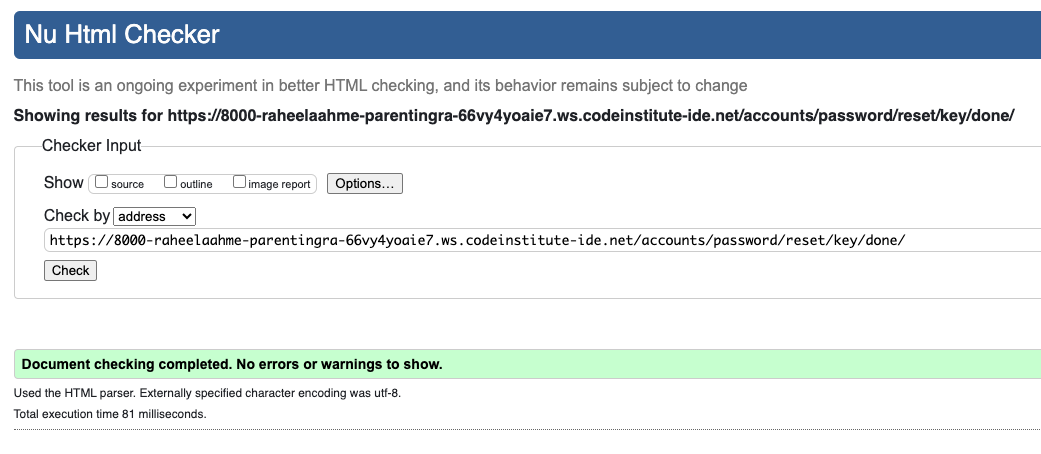 Nu Html Checker
This tool is an ongoing experiment in better HTML checking, and its behavior remains subject to change
Showing results for https://8000-raheelaahme-parentingra-66vy4yoaie7.ws.codeinstitute-ide.net/accounts/password/reset/key/done/
Checker Input
Show source outline image report Options...
Check by address
https://8000-raheelaahme-parentingra-66vy4yoaie7.ws.codeinstitute-ide.net/accounts/password/reset/key/done/
Check
Document checking completed. No errors or warnings to show.
Used the HTML parser. Externally specified character encoding was utf-8.
Total execution time 81 milliseconds.